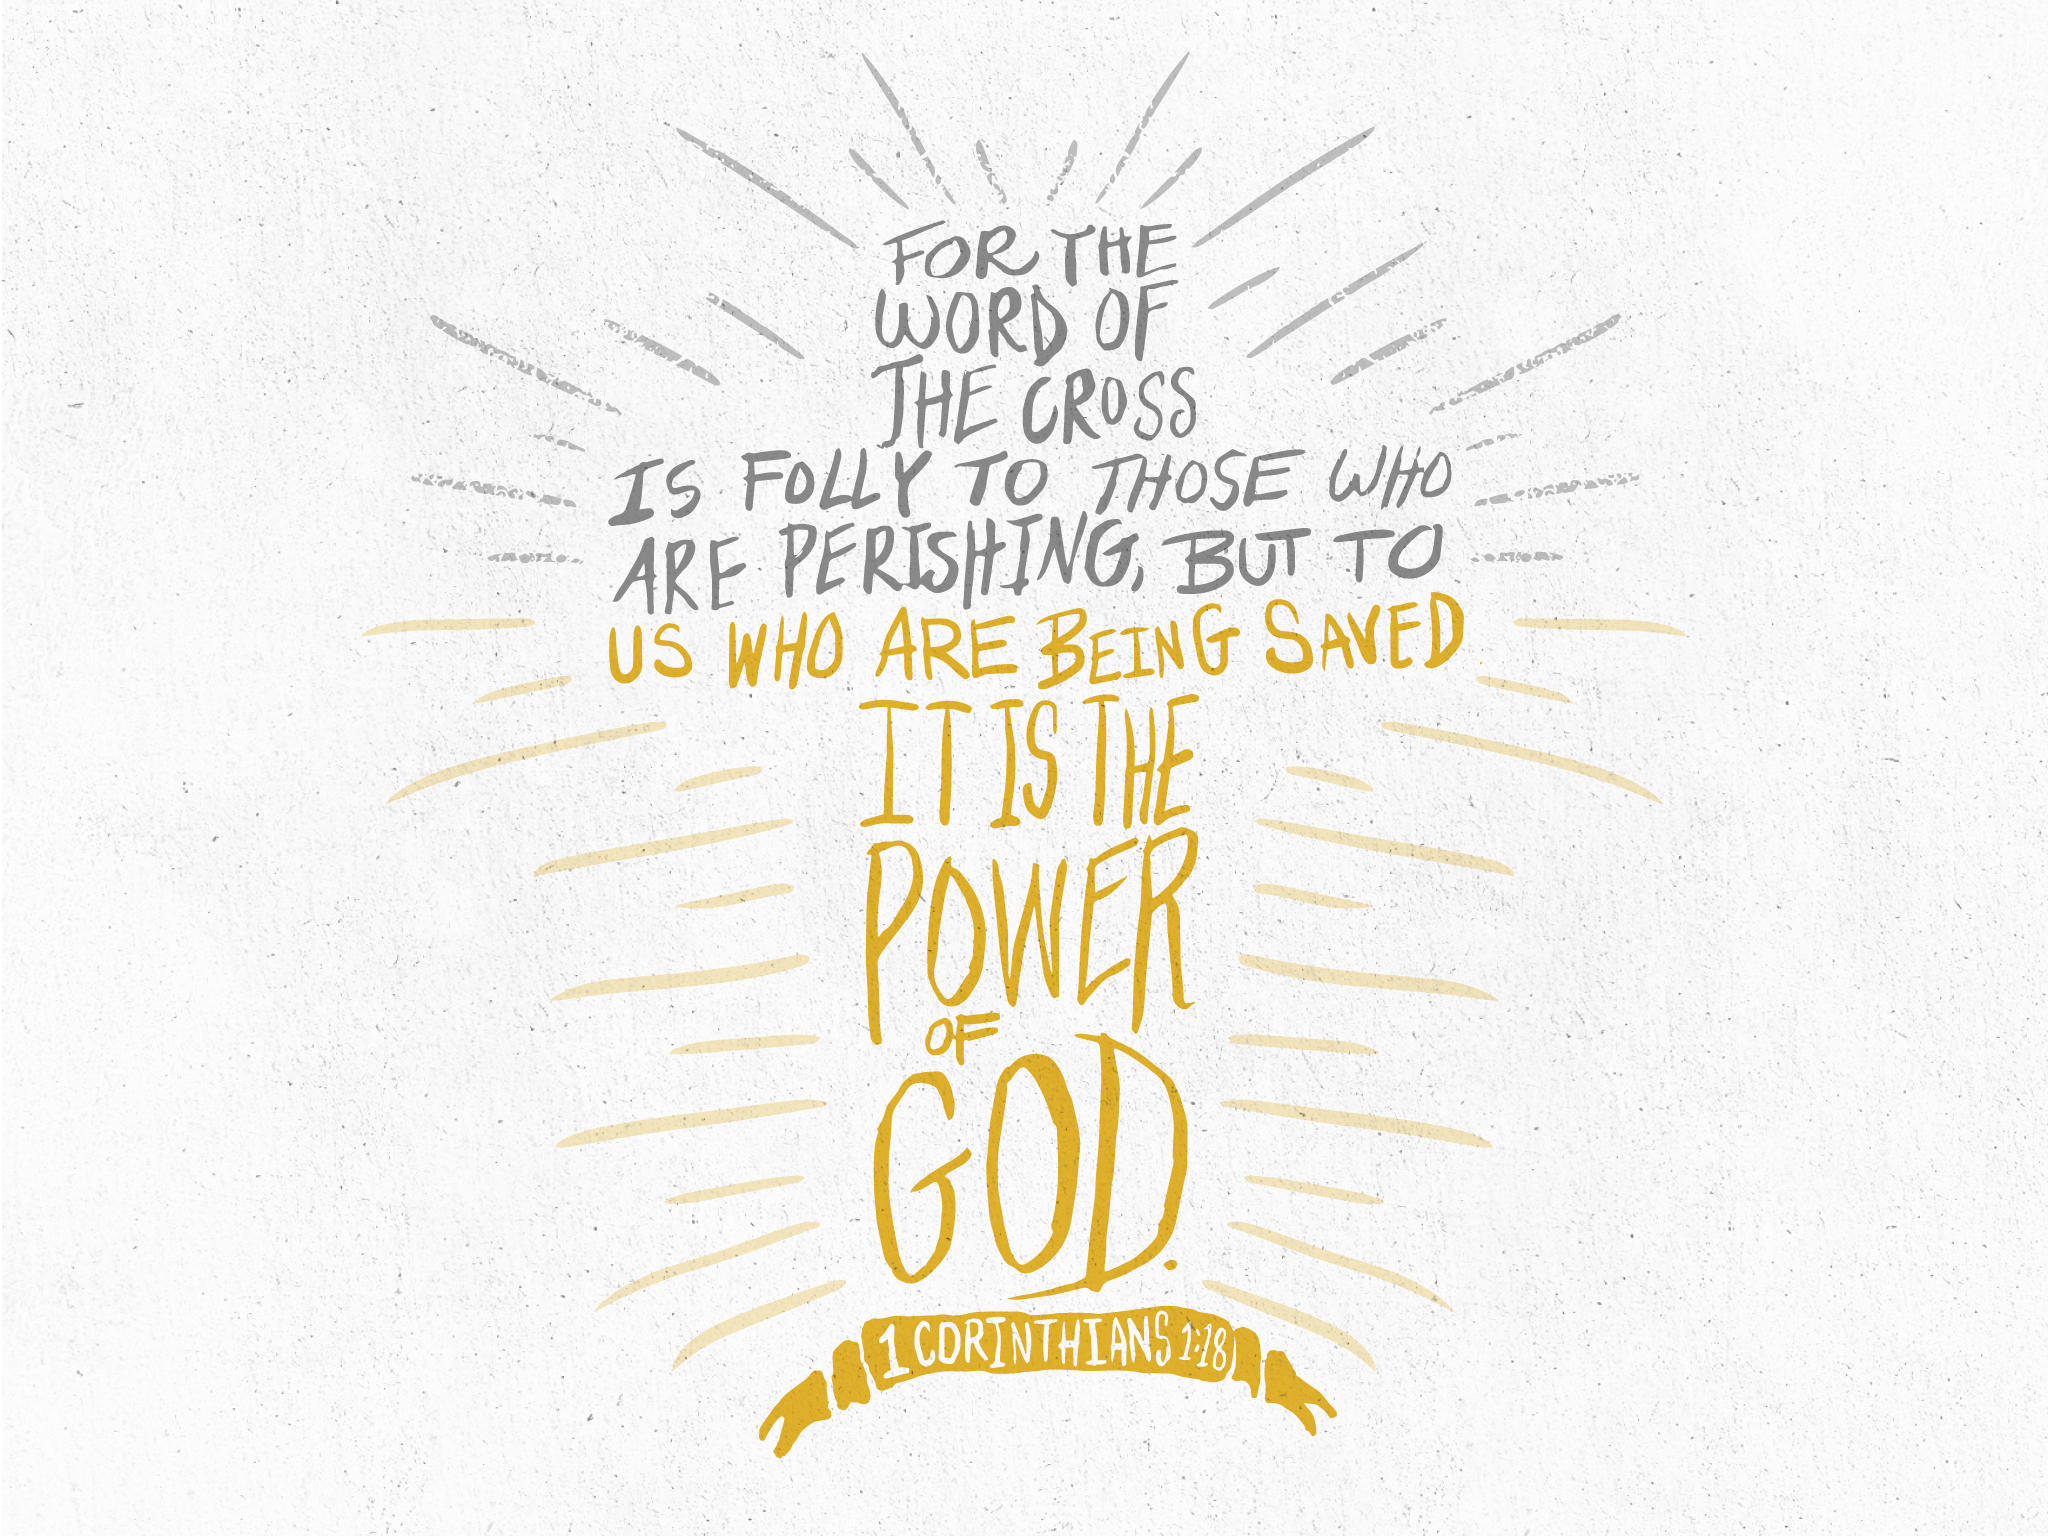 FOR THE
WORD OF
THE CROSS
IS FOLLY TO THOSE WHO
ARE PERISHING, BUT TO
US WHO ARE BEING SAVED
IT IS THE
POWER
OF
GOD.
1 CORINTHIANS 1:18